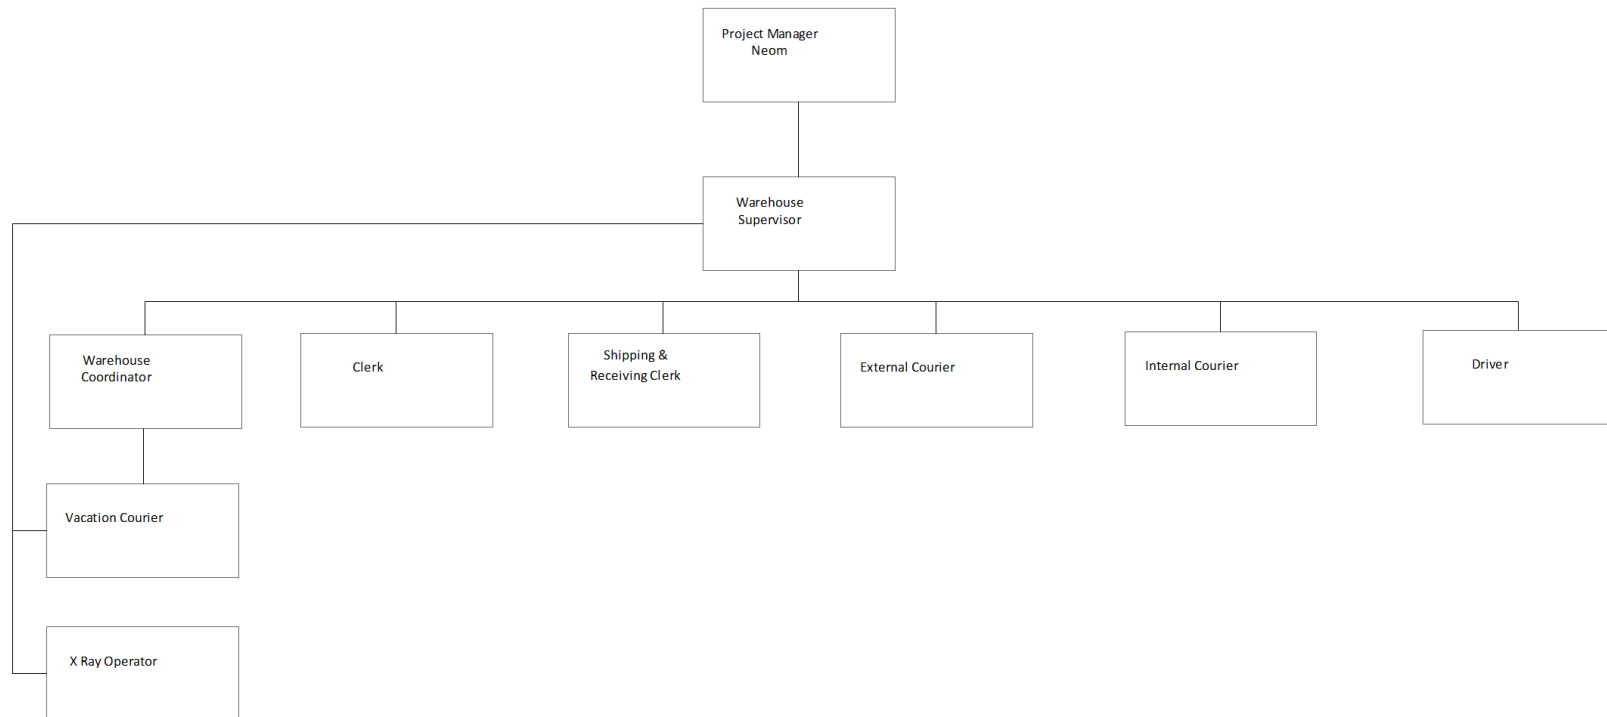 Project Manager
Neom
Warehouse
Supervisor
Warehouse
Coordinator
Clerk
Shipping &
Receiving Clerk
External Courier
Internal Courier
Driver
Vacation Courier
X Ray Operator